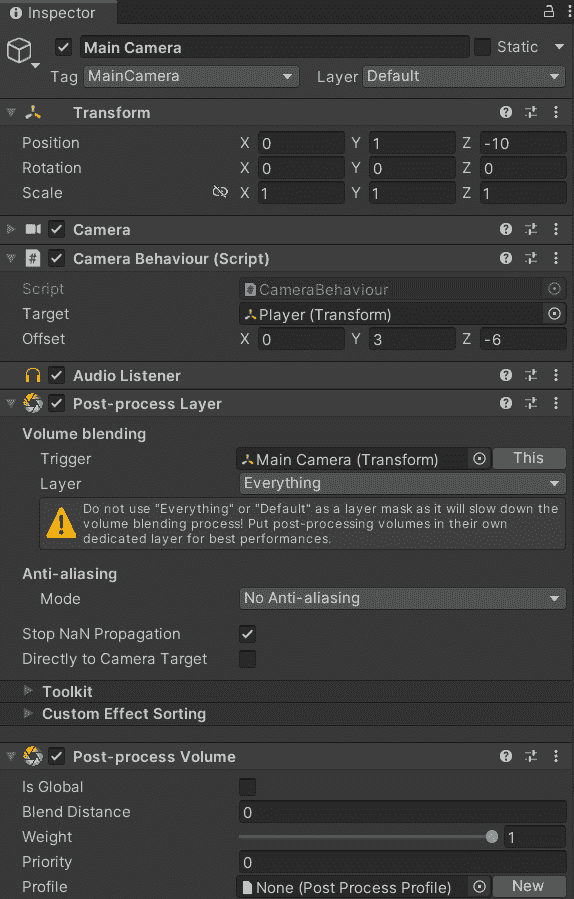 Inspector
Main Camera Static
Tag MainCamera Layer Default
Transform
Position X 0 Y 1 Z -10
Rotation X 0 Y 0 Z 0
Scale X 1 Y 1 Z 1
Camera
# Camera Behaviour (Script)
Script # CameraBehaviour
Target Player (Transform)
Offset X 0 Y 3 Z -6
Audio Listener
Post-process Layer
Volume blending
Trigger Main Camera (Transform) This
Layer Everything
Do not use "Everything" or "Default" as a layer mask as it will slow down the
volume blending process! Put post-processing volumes in their own
dedicated layer for best performances.
Anti-aliasing
Mode No Anti-aliasing
Stop NaN Propagation
Directly to Camera Target
Toolkit
Custom Effect Sorting
Post-process Volume
Is Global
Blend Distance 0
Weight 1
Priority 0
Profile None (Post Process Profile) New